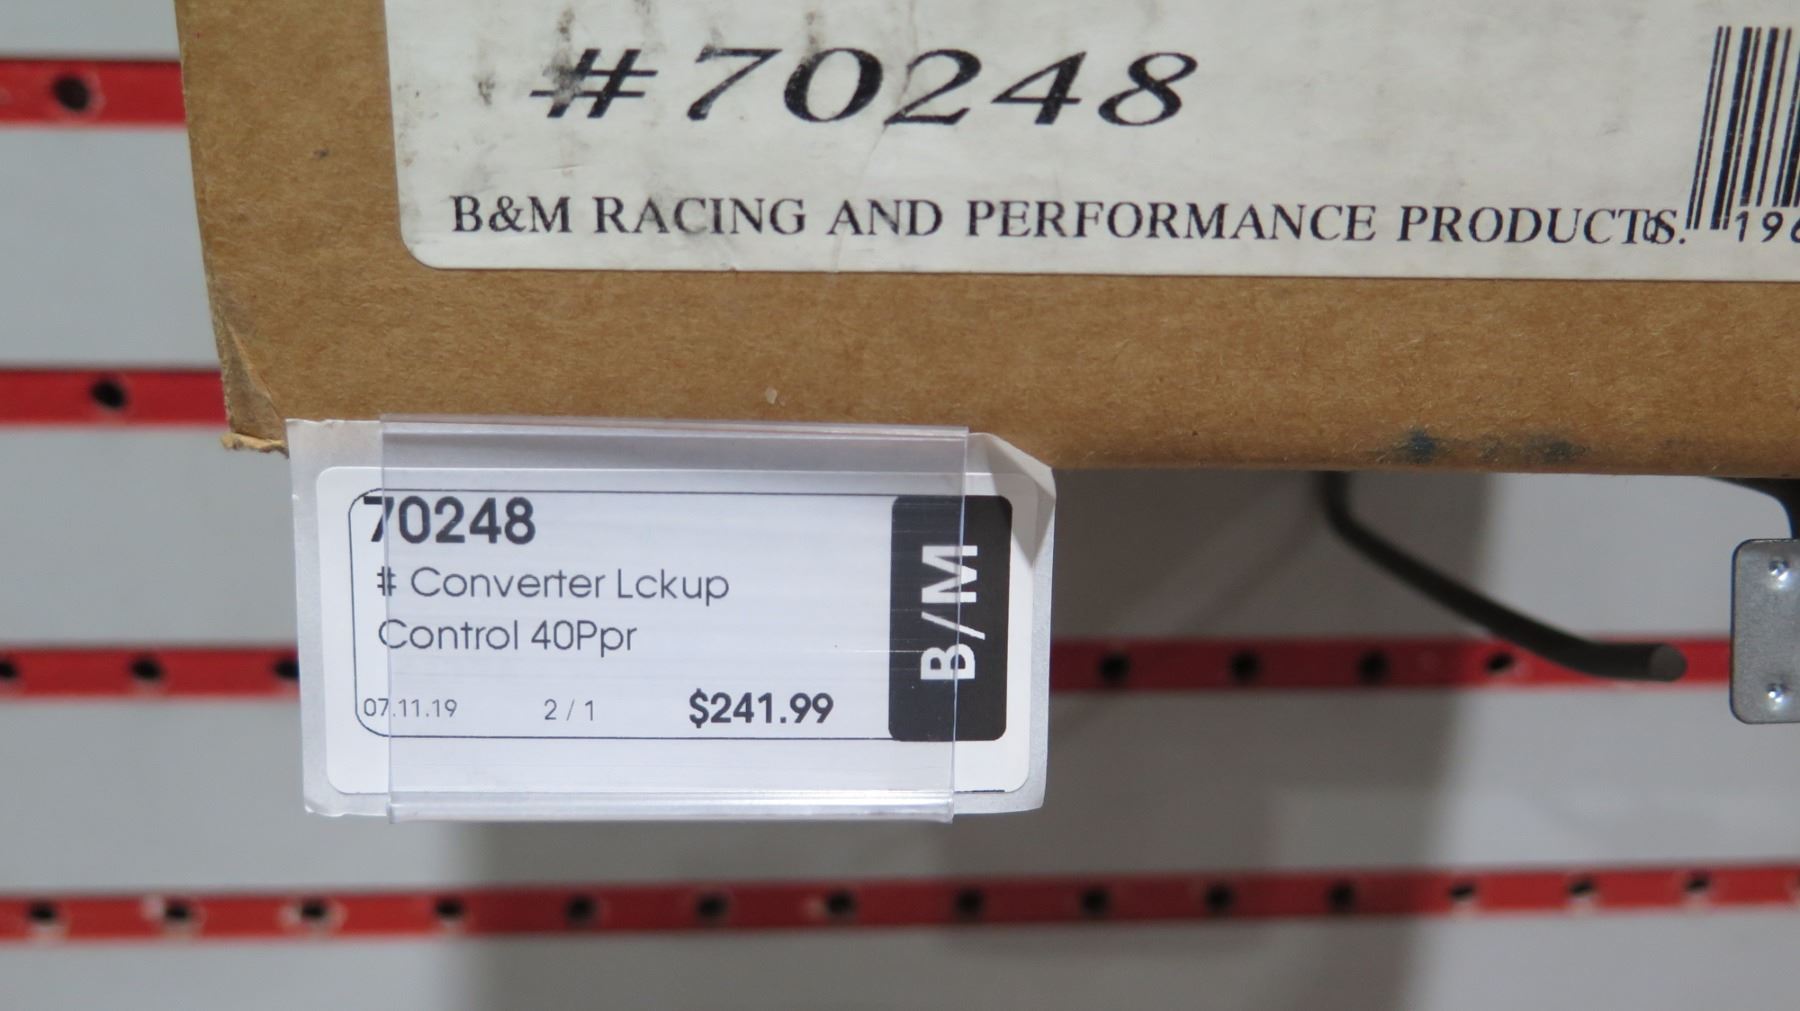 #70248
B&M RACING AND PERFORMANCE PRODUCTS.
70248
# Converter Lckup
Control 40Ppr
07.11.19 2/1 $241.99
B/M